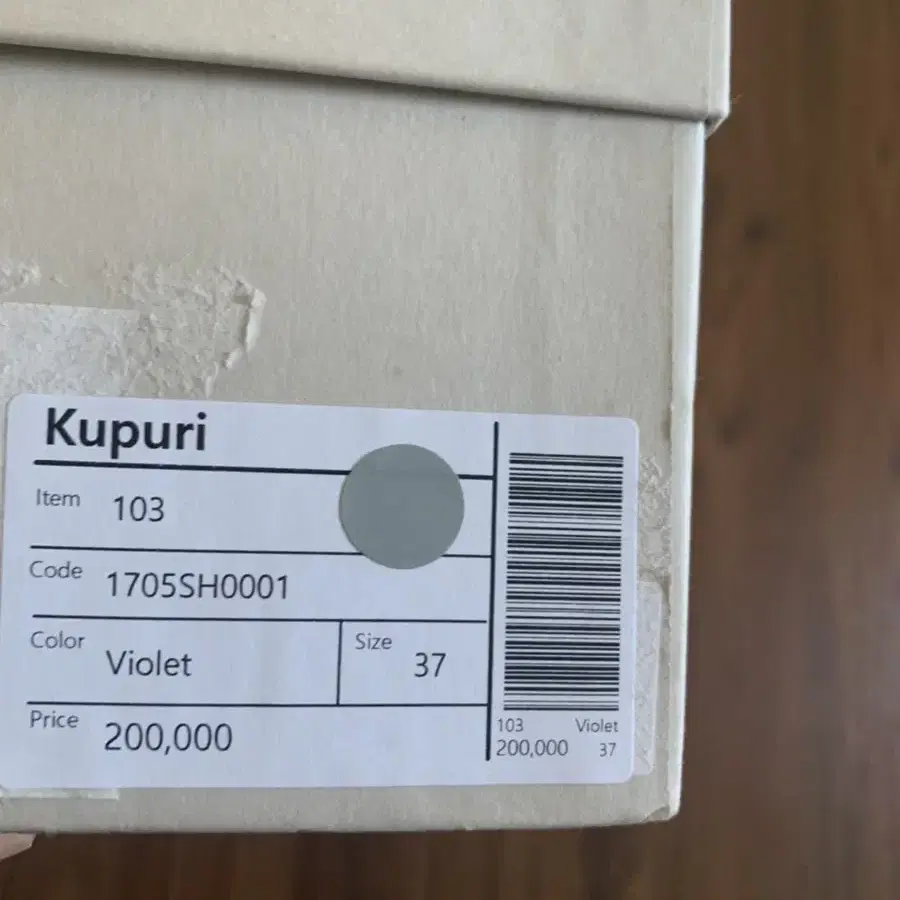 Kupuri
Item 103
Code 1705SH0001
Color Violet Size 37
Price 200,000
103 Violet
200,000 37